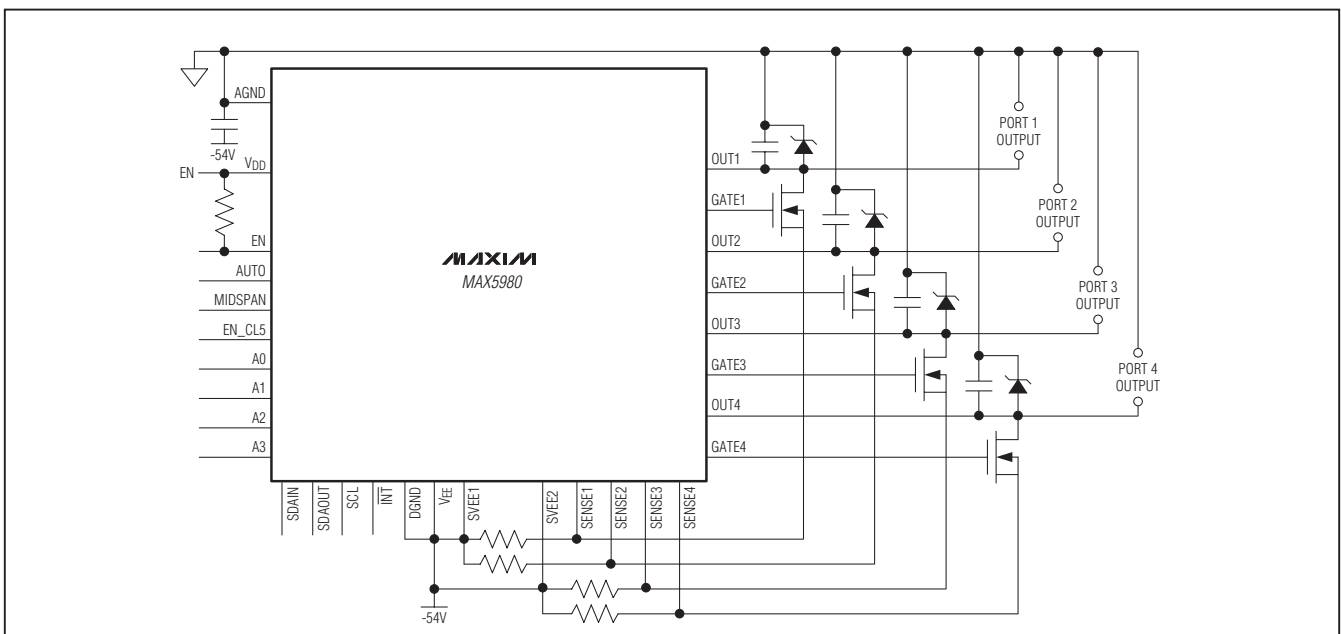 AGND
-54V
VDD
EN
EN
AUTO
MIDSPAN
EN_CL5
A0
A1
A2
A3
MAXIM
MAX5980
OUT1
GATE1
OUT2
GATE2
OUT3
GATE3
OUT4
GATE4
PORT 1
OUTPUT
PORT 2
OUTPUT
PORT 3
OUTPUT
PORT 4
OUTPUT
SDAIN
SDAOUT
SCL
INT
DGND
VEE
SVEE1
SVEE2
SENSE1
SENSE2
SENSE3
SENSE4
-54V